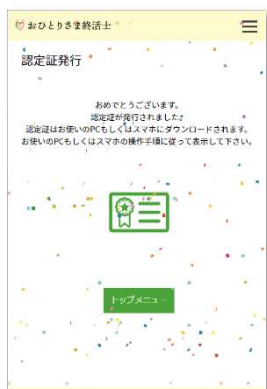 おひとりさま終活士
認定証発行
おめでとうございます。
認定証が発行されました♪
認定証はお使いのPCもしくはスマホにダウンロードされます。
お使いのPCもしくはスマホの操作手順に従って表示して下さい。
トップメニュー